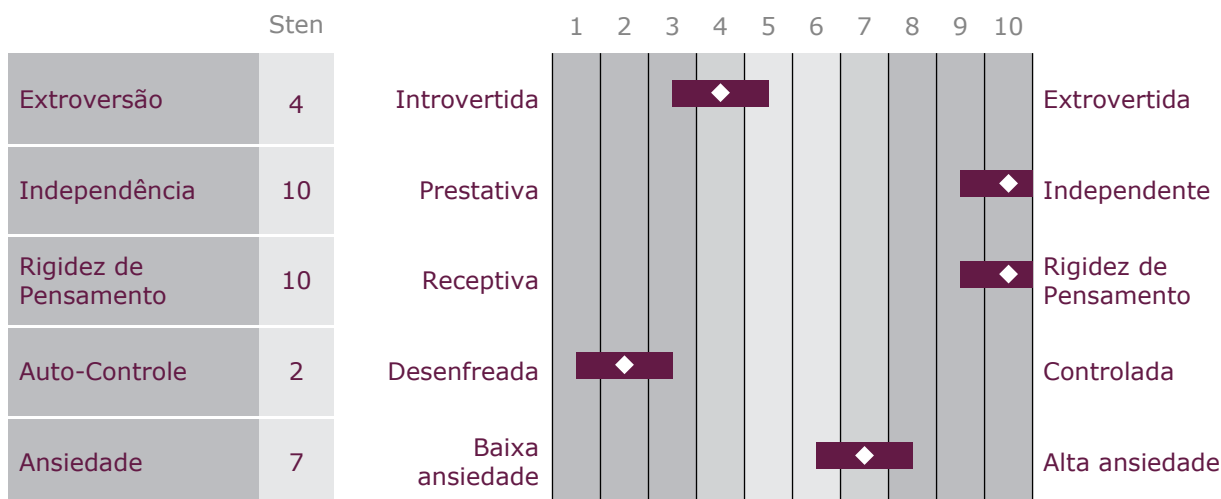 Sten 1 2 3 4 5 6 7 8 9 10
Extroversão 4 Introvertida Extrovertida
Independência 10 Prestativa Independente
Rigidez de
Pensamento 10 Receptiva Rigidez de
Pensamento
Auto-Controle 2 Desenfreada Controlada
Ansiedade 7 Baixa
ansiedade Alta ansiedade